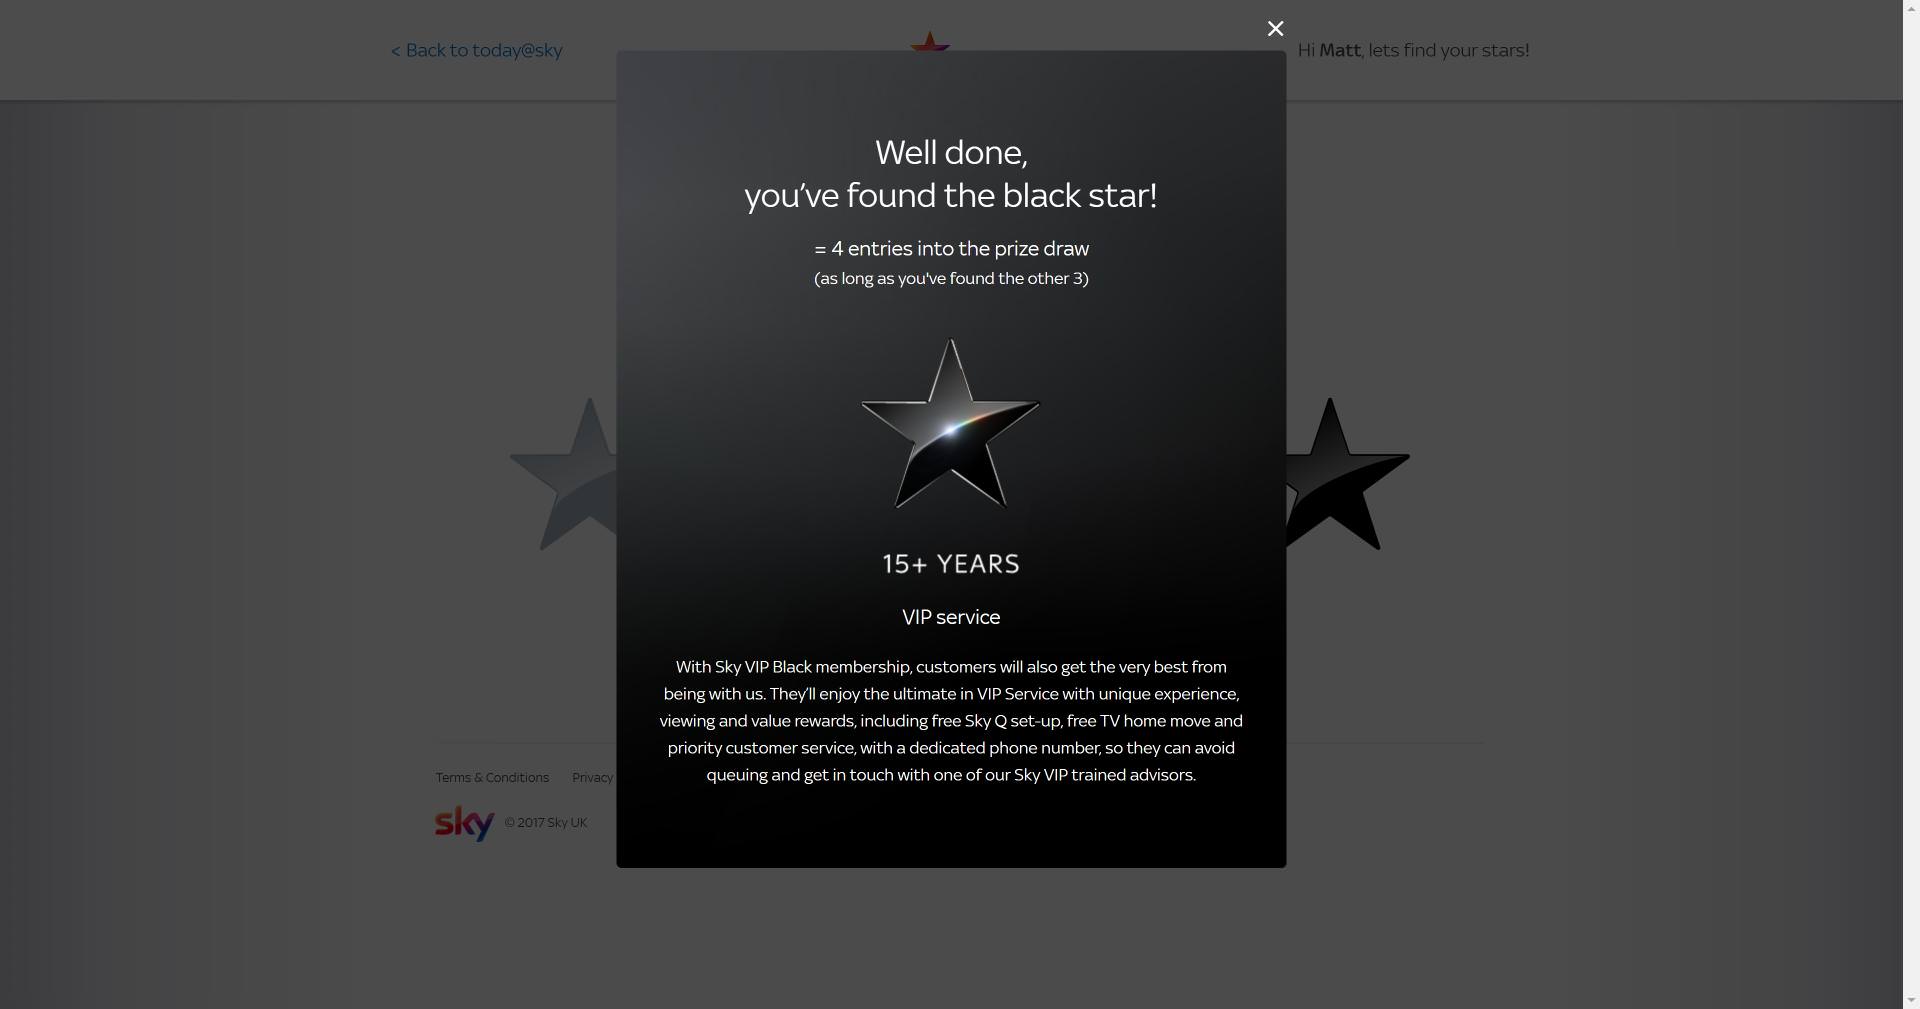 < Back to today@sky
Hi Matt, lets find your stars!
Well done,
you've found the black star!
= 4 entries into the prize draw
(as long as you've found the other 3)
15+ YEARS
VIP service
With Sky VIP Black membership, customers will also get the very best from
being with us. They'll enjoy the ultimate in VIP Service with unique experience,
viewing and value rewards, including free Sky Q set-up, free TV home move and
priority customer service, with a dedicated phone number, so they can avoid
queuing and get in touch with one of our Sky VIP trained advisors.
Terms & Conditions Privacy
sky © 2017 Sky UK